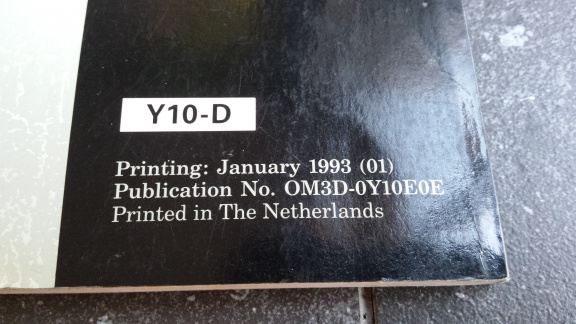 Y10-D
Printing: January 1993 (01)
Publication No. OM3D-0Y10E0E
Printed in The Netherlands